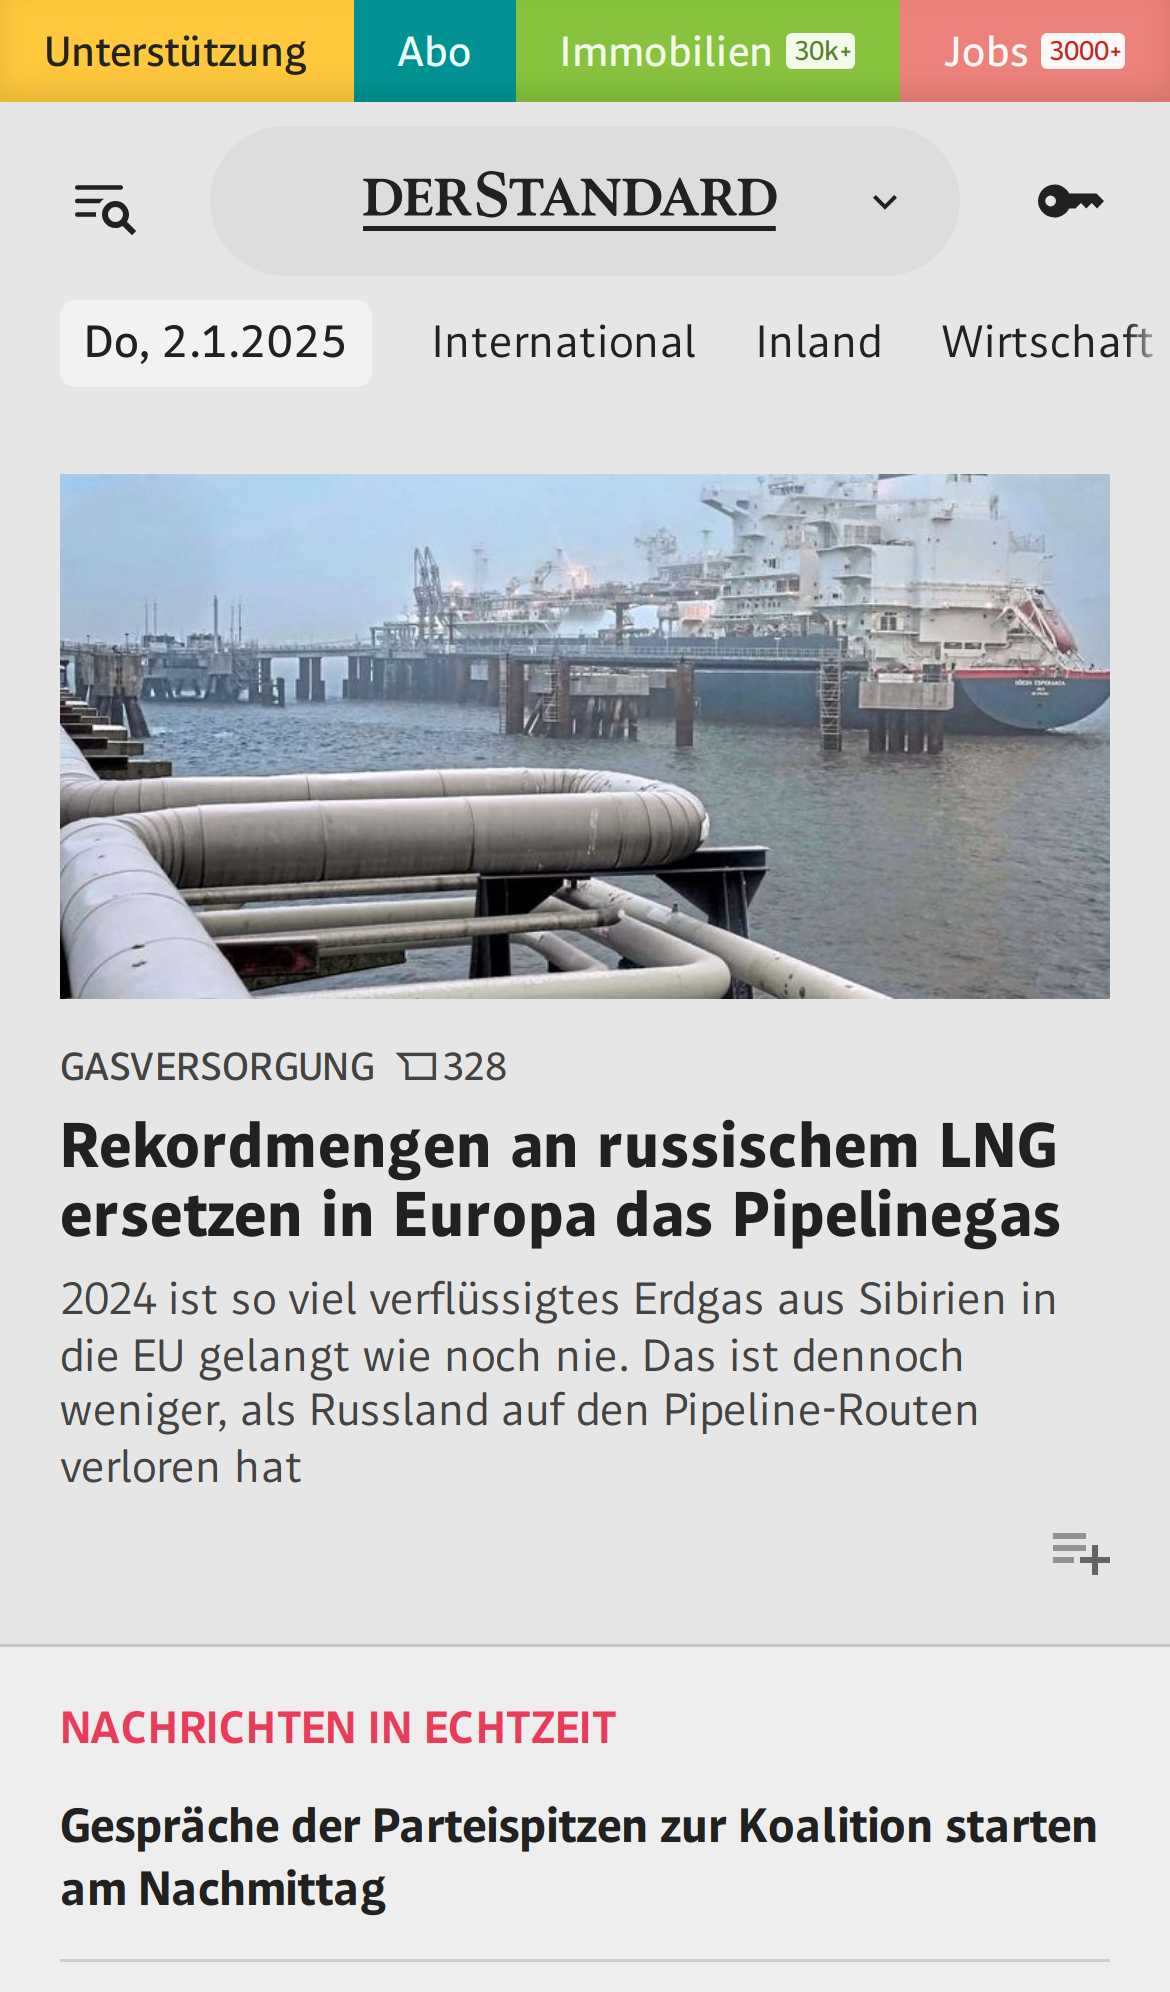 Unterstützung Abo Immobilien 30k+ Jobs 3000+
DERSTANDARD
Do, 2.1.2025 International Inland Wirtschaft
HÖEGH ESPERANZA
GASVERSORGUNG 328
Rekordmengen an russischem LNG
ersetzen in Europa das Pipelinegas
2024 ist so viel verflüssigtes Erdgas aus Sibirien in
die EU gelangt wie noch nie. Das ist dennoch
weniger, als Russland auf den Pipeline-Routen
verloren hat
NACHRICHTEN IN ECHTZEIT
Gespräche der Parteispitzen zur Koalition starten
am Nachmittag